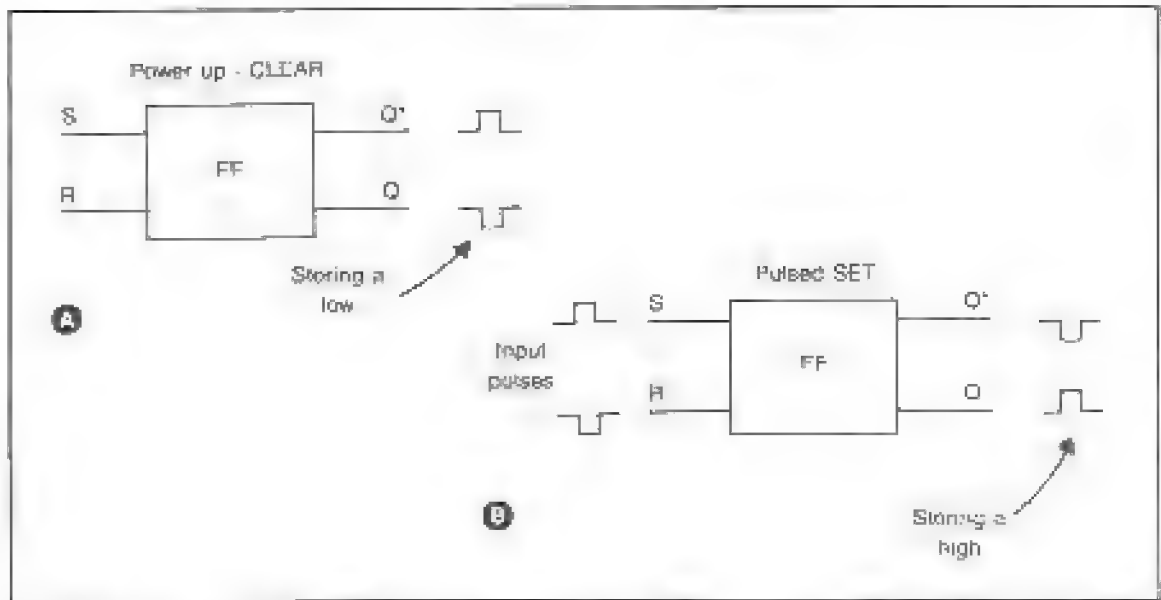 Power up - CLEAR
S
Q*
FF
R
Q
Storing a
low
A
Pulsed SET
S
Q*
Input
pulses
FF
R
Q
B
Storing a
high